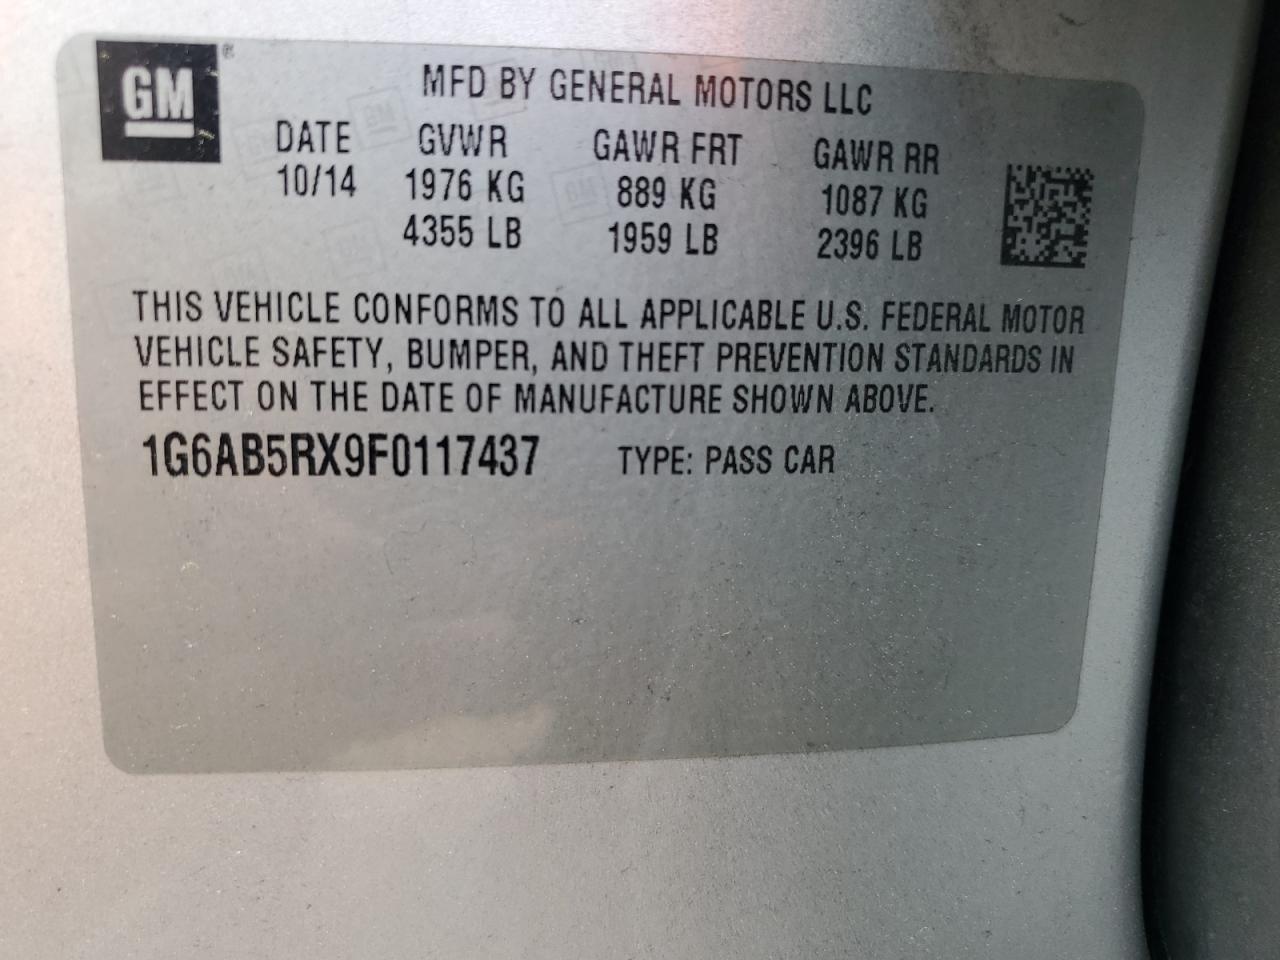 GM
MFD BY GENERAL MOTORS LLC
DATE GVWR GAWR FRT GAWR RR
10/14 1976 KG 889 KG 1087 KG
4355 LB 1959 LB 2396 LB
THIS VEHICLE CONFORMS TO ALL APPLICABLE U.S. FEDERAL MOTOR
VEHICLE SAFETY, BUMPER, AND THEFT PREVENTION STANDARDS IN
EFFECT ON THE DATE OF MANUFACTURE SHOWN ABOVE.
1G6AB5RX9F0117437 TYPE: PASS CAR